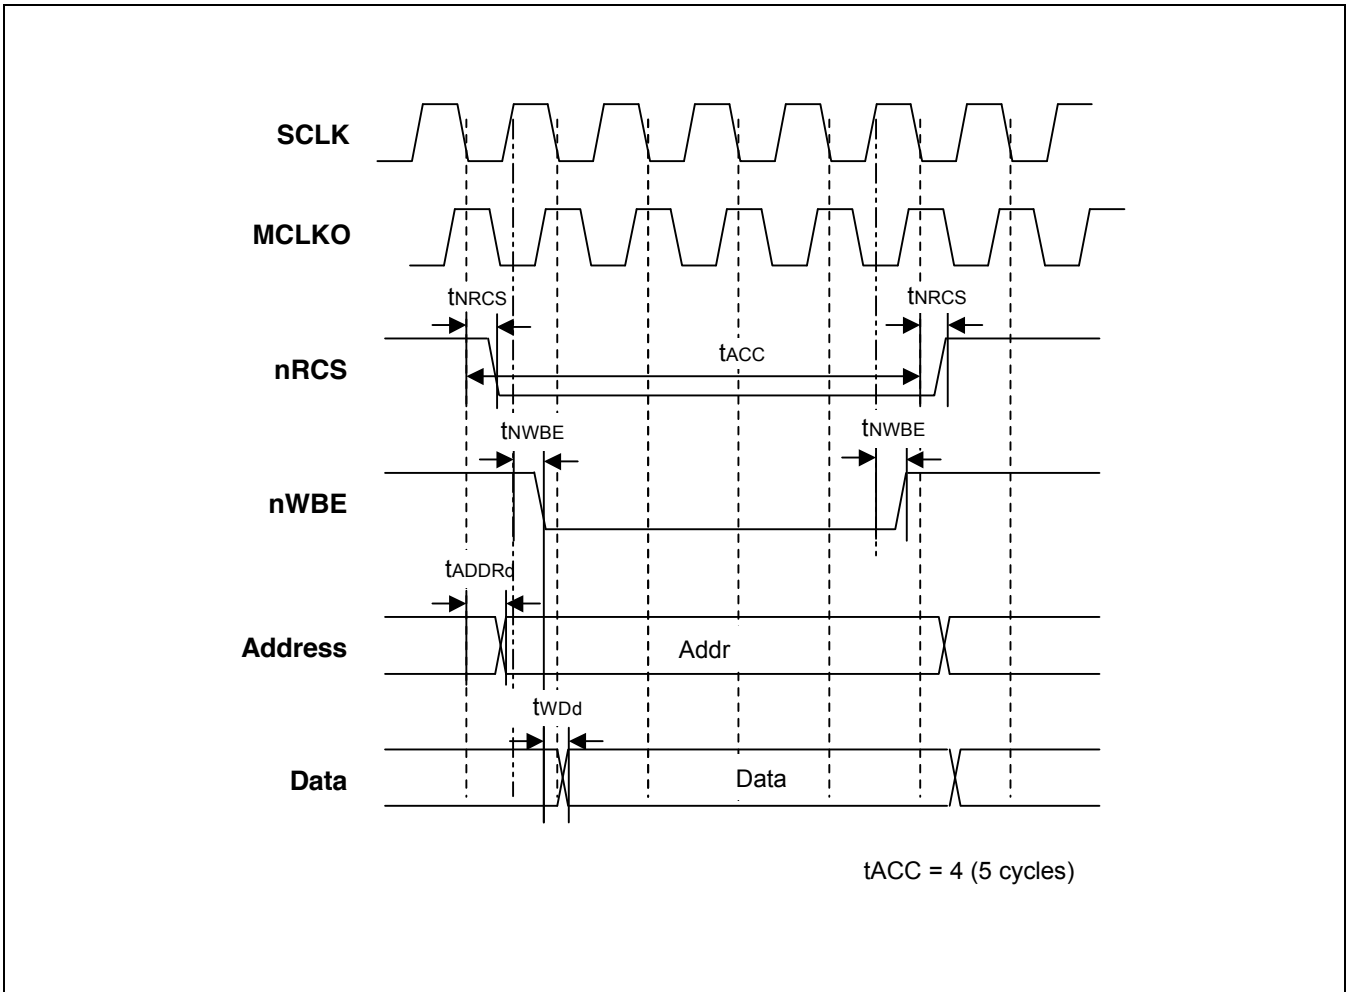 SCLK
MCLKO
tNRCS
tNRCS
nRCS
tACC
tNWBE
tNWBE
nWBE
tADDRd
Address
Addr
tWDd
Data
Data
tACC = 4 (5 cycles)